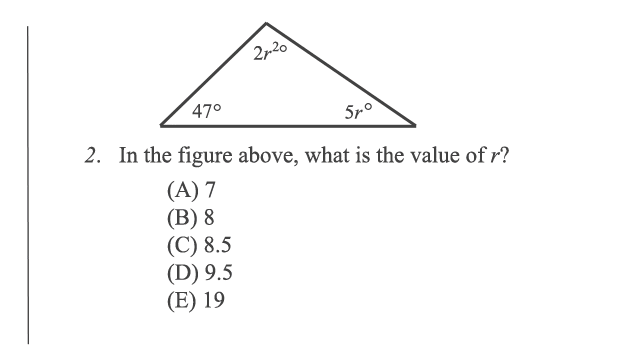 2r²°
47°
5r°
2. In the figure above, what is the value of r?
(A) 7
(B) 8
(C) 8.5
(D) 9.5
(E) 19